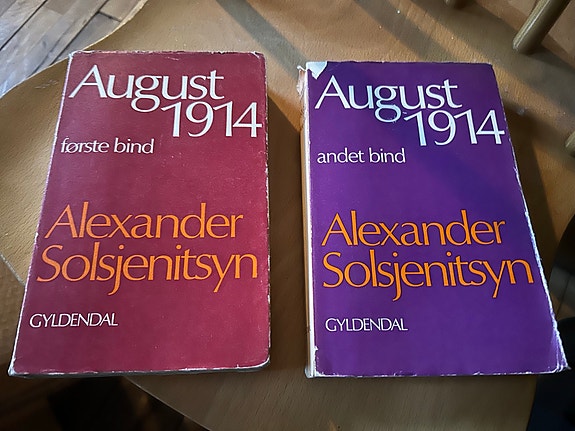 August
1914
første bind
Alexander
Solsjenitsyn
GYLDENDAL
August
1914
andet bind
Alexander
Solsjenitsyn
GYLDENDAL